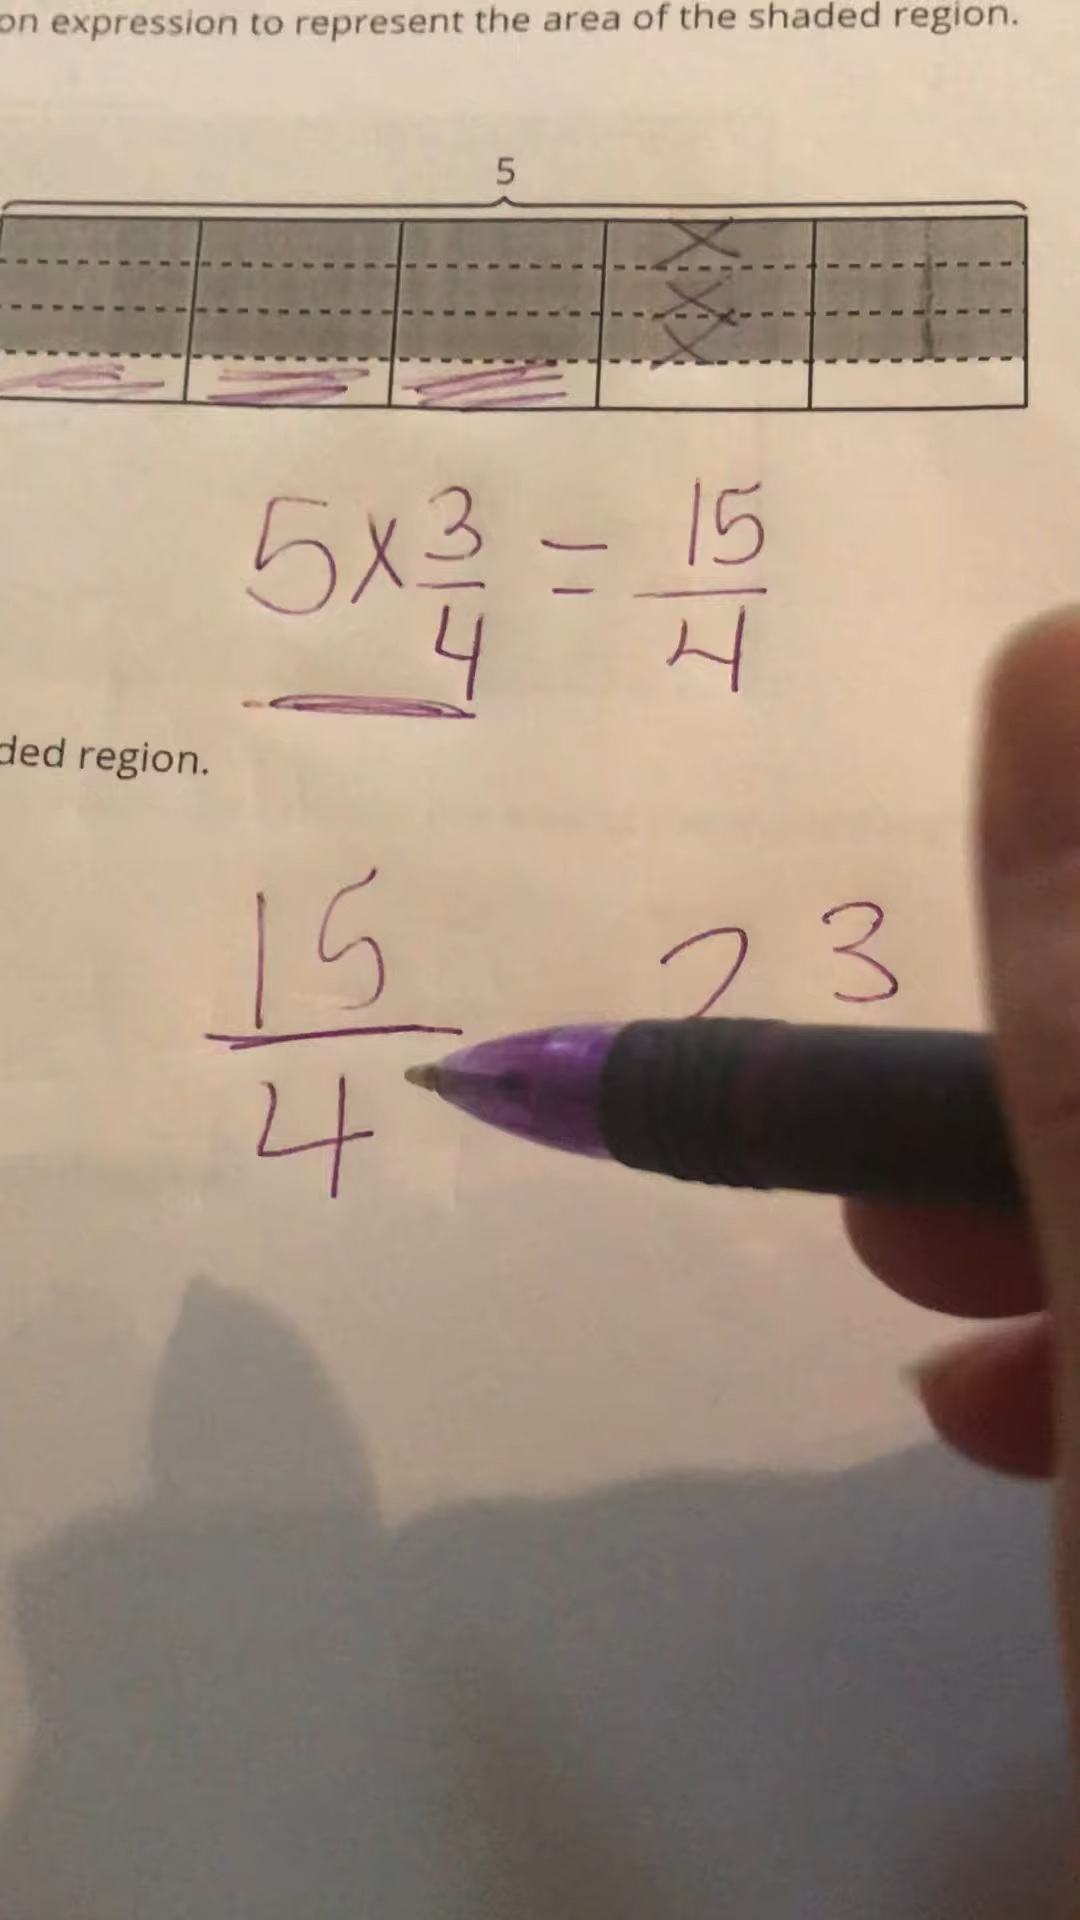 on expression to represent the area of the shaded region.
5
5 × 3/4 = 15/4
ded region.
15/4 3